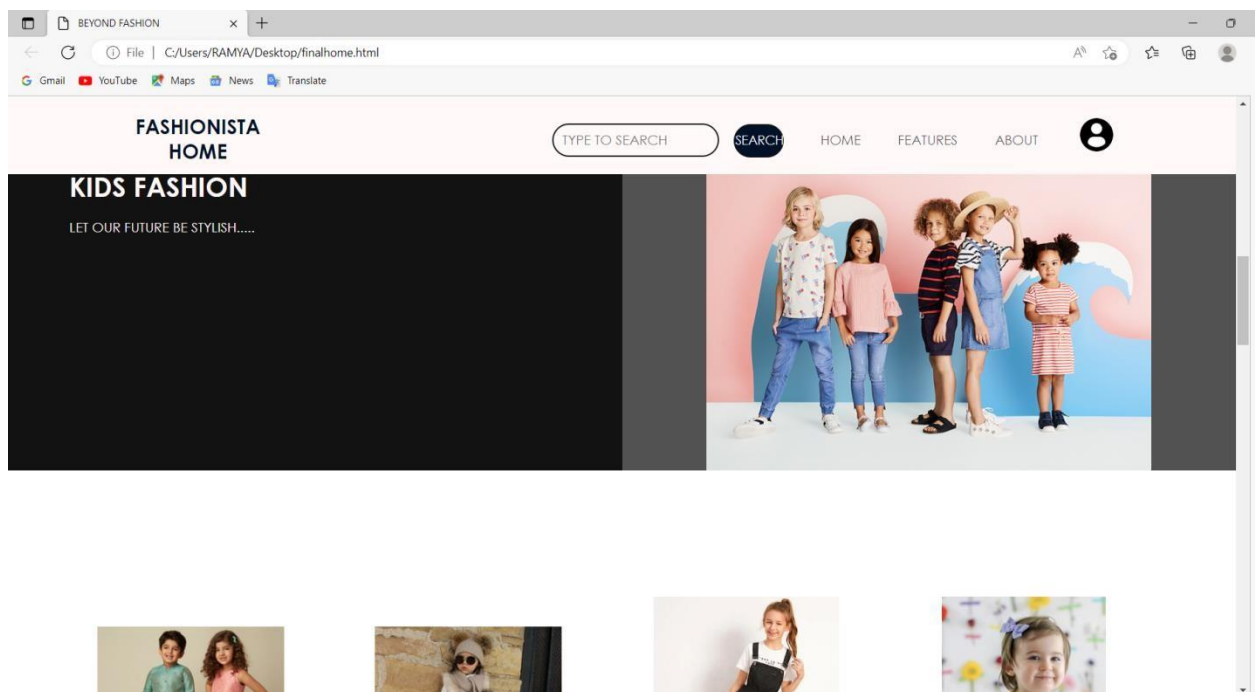 BEYOND FASHION
File | C:/Users/RAMYA/Desktop/finalhome.html
Gmail YouTube Maps News Translate
FASHIONISTA
HOME
TYPE TO SEARCH SEARCH HOME FEATURES ABOUT
KIDS FASHION
LET OUR FUTURE BE STYLISH.....